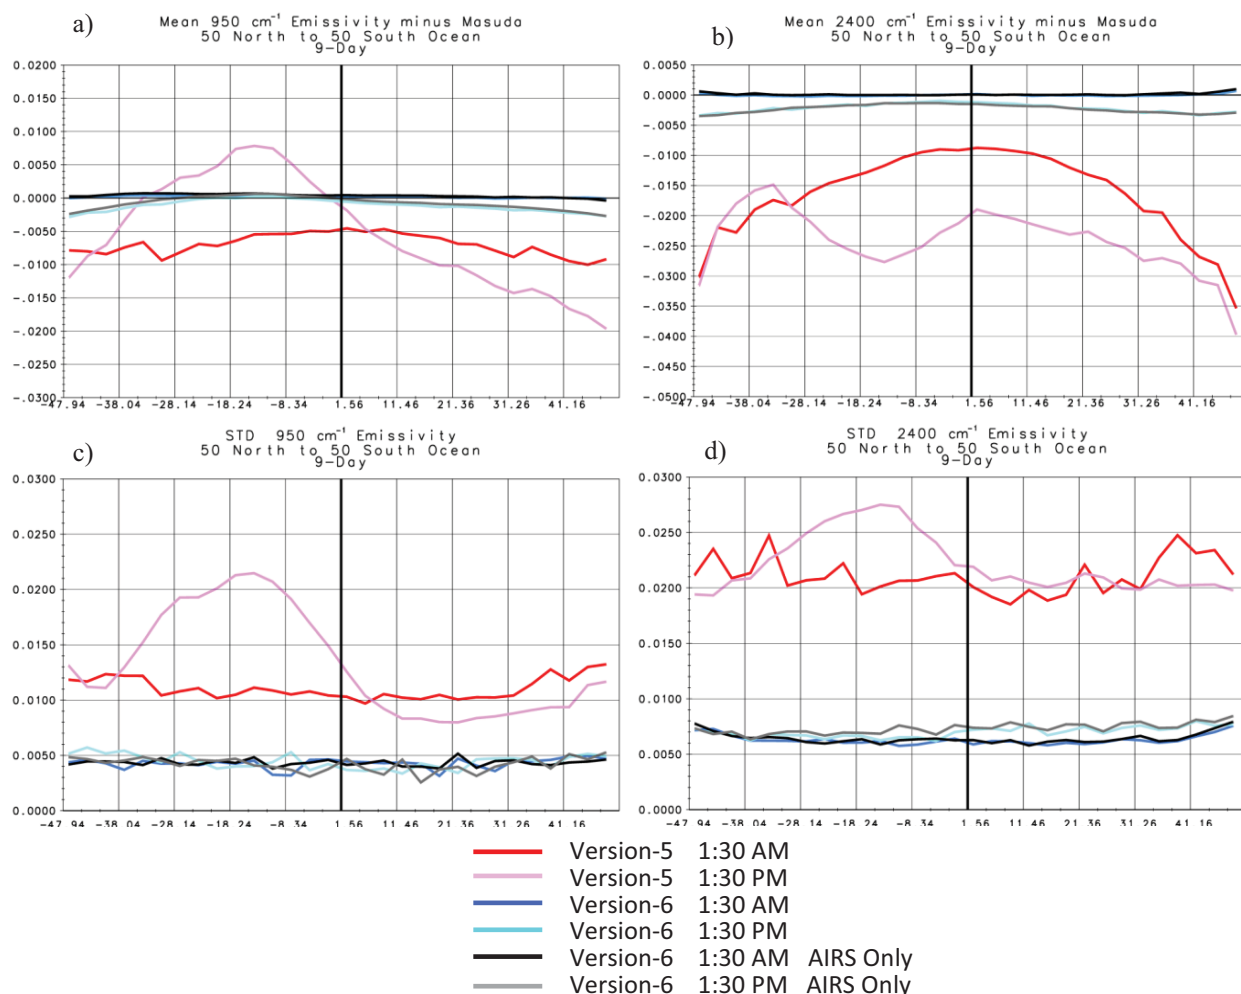 a)
Mean 950 cm⁻¹ Emissivity minus Masuda
50 North to 50 South Ocean
9-Day
0.0200
0.0150
0.0100
0.0050
0.0000
-.0050
-.0100
-.0150
-.0200
-.0250
-.0300
-47.94 -38.04 -28.14 -18.24 -8.34 1.56 11.46 21.36 31.26 41.16
b)
Mean 2400 cm⁻¹ Emissivity minus Masuda
50 North to 50 South Ocean
9-Day
0.0050
0.0000
-.0050
-.0100
-.0150
-.0200
-.0250
-.0300
-.0350
-.0400
-.0450
-.0500
-47.94 -38.04 -28.14 -18.24 -8.34 1.56 11.46 21.36 31.26 41.16
c)
STD 950 cm⁻¹ Emissivity
50 North to 50 South Ocean
9-Day
0.0300
0.0250
0.0200
0.0150
0.0100
0.0050
0.0000
-47.94 -38.04 -28.14 -18.24 -8.34 1.56 11.46 21.36 31.26 41.16
d)
STD 2400 cm⁻¹ Emissivity
50 North to 50 South Ocean
9-Day
0.0300
0.0250
0.0200
0.0150
0.0100
0.0050
0.0000
-47.94 -38.04 -28.14 -18.24 -8.34 1.56 11.46 21.36 31.26 41.16
Version-5 1:30 AM
Version-5 1:30 PM
Version-6 1:30 AM
Version-6 1:30 PM
Version-6 1:30 AM AIRS Only
Version-6 1:30 PM AIRS Only